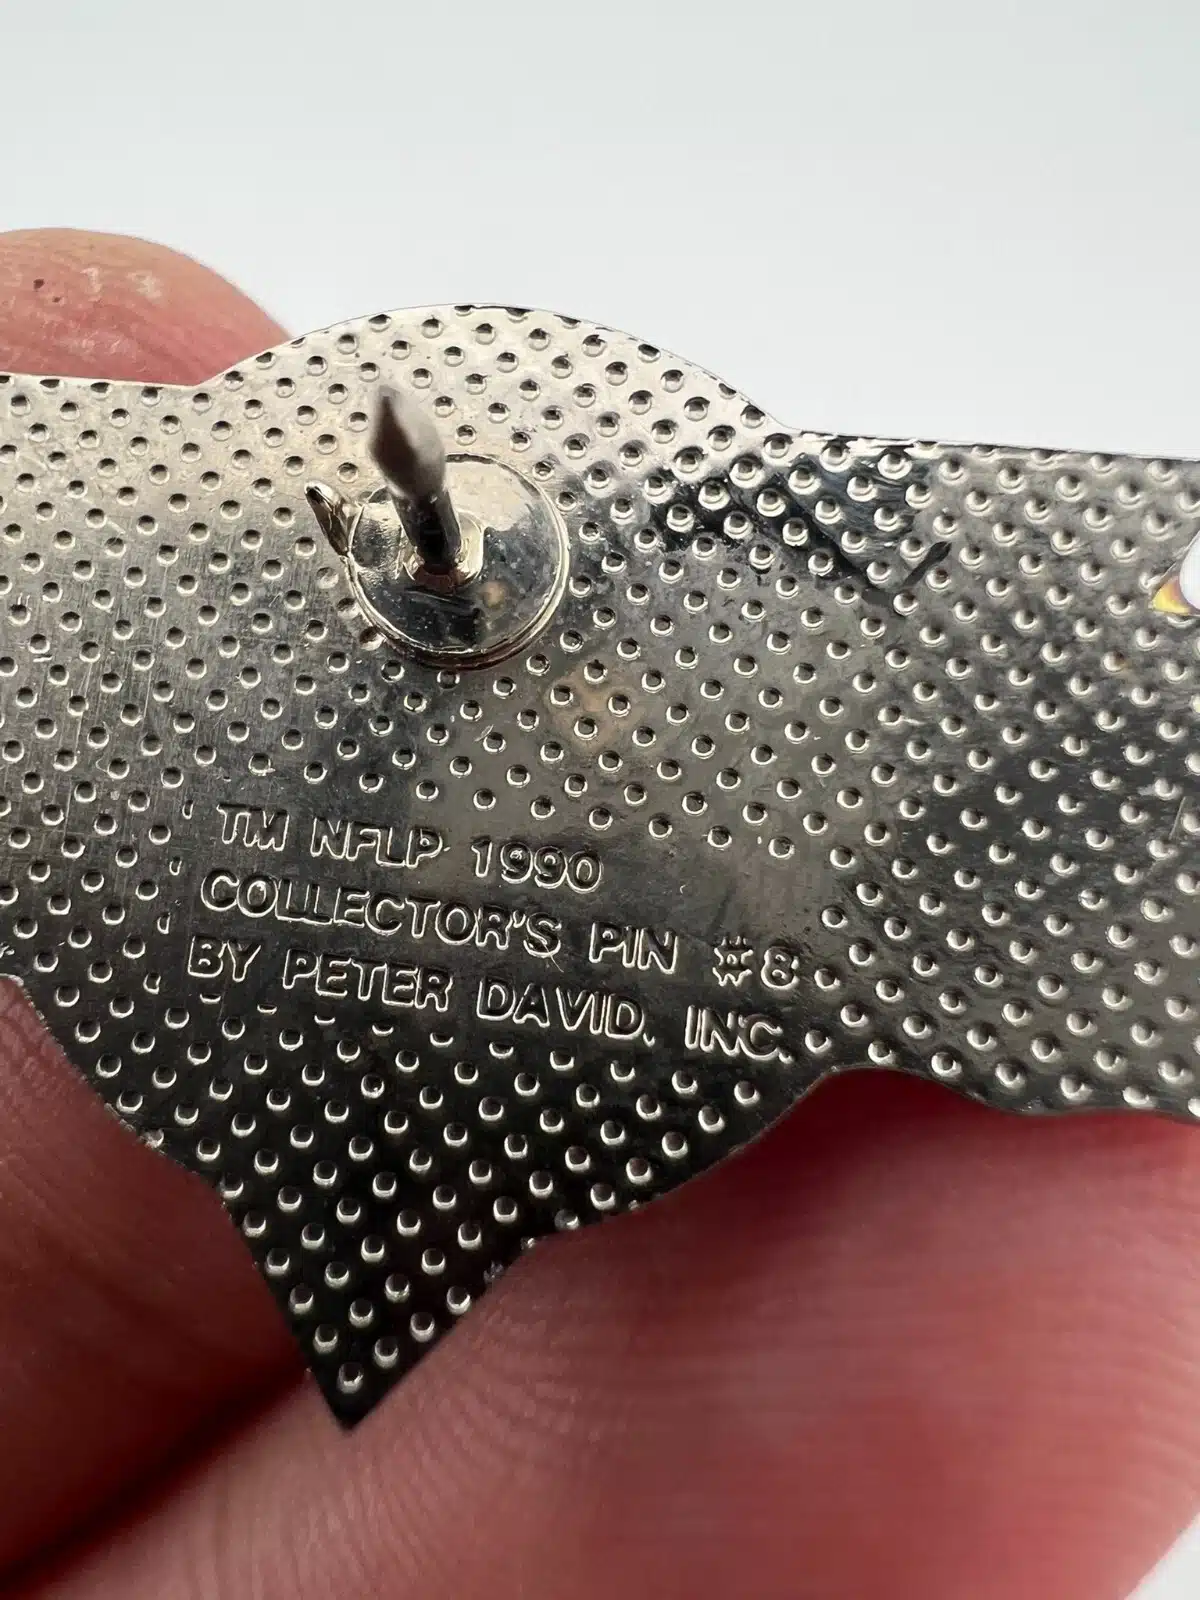 TM NFLP 1990
COLLECTOR'S PIN #8
BY PETER DAVID, INC.